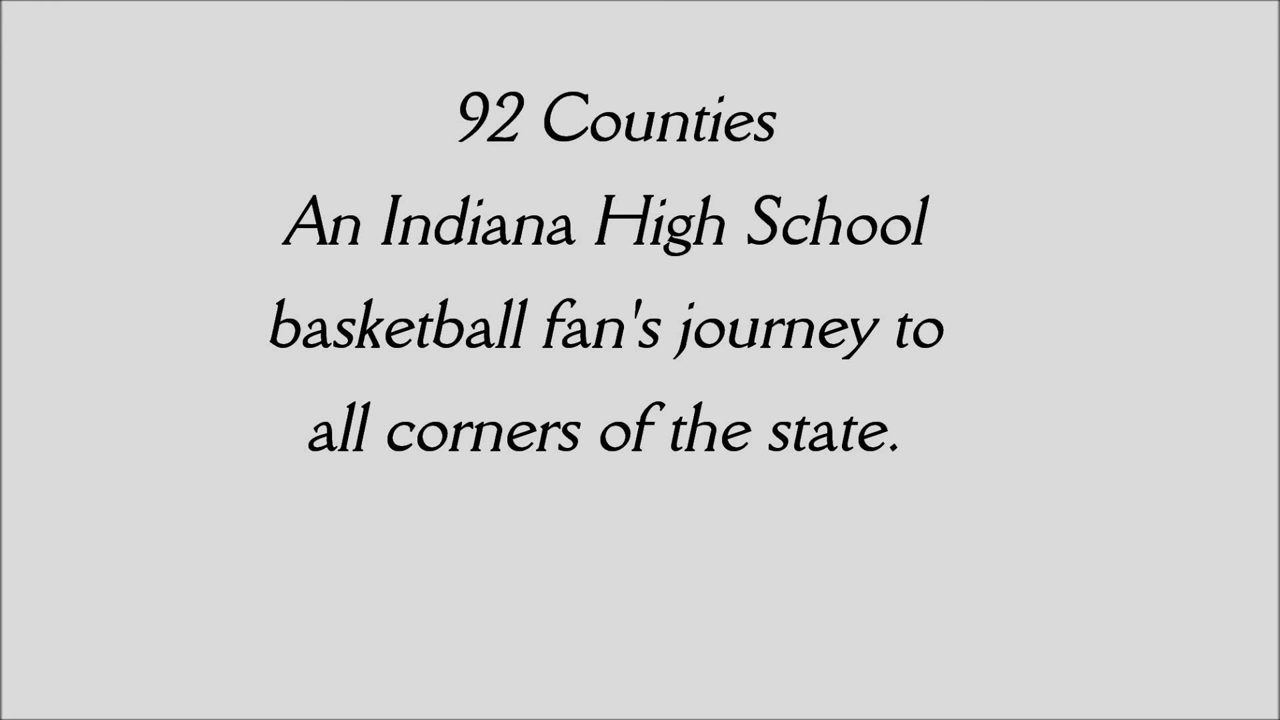 92 Counties
An Indiana High School
basketball fan's journey to
all corners of the state.